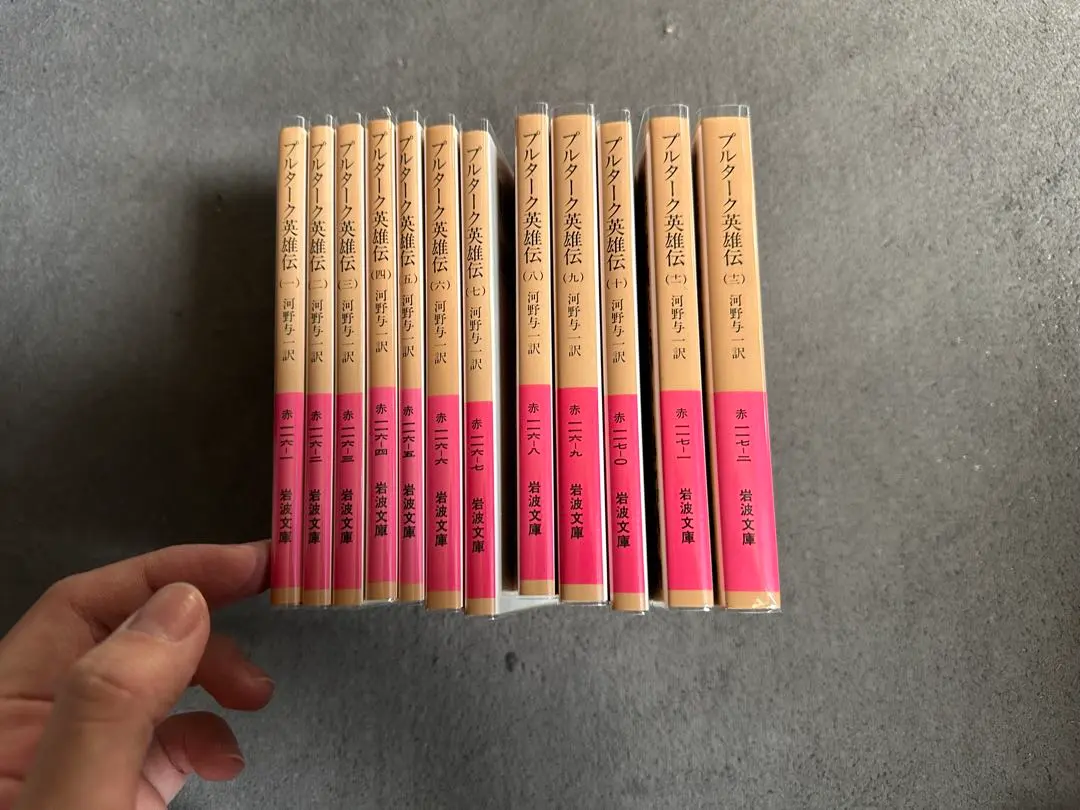 プルターク英雄伝(一) 河野与一訳
赤一一六-一
岩波文庫
プルターク英雄伝(二) 河野与一訳
赤一一六-二
岩波文庫
プルターク英雄伝(三) 河野与一訳
赤一一六-三
岩波文庫
プルターク英雄伝(四) 河野与一訳
赤一一六-四
岩波文庫
プルターク英雄伝(五) 河野与一訳
赤一一六-五
岩波文庫
プルターク英雄伝(六) 河野与一訳
赤一一六-六
岩波文庫
プルターク英雄伝(七) 河野与一訳
赤一一六-七
岩波文庫
プルターク英雄伝(八) 河野与一訳
赤一一六-八
岩波文庫
プルターク英雄伝(九) 河野与一訳
赤一一六-九
岩波文庫
プルターク英雄伝(十) 河野与一訳
赤一一七-〇
岩波文庫
プルターク英雄伝(十一) 河野与一訳
赤一一七-一
岩波文庫
プルターク英雄伝(十二) 河野与一訳
赤一一七-二
岩波文庫